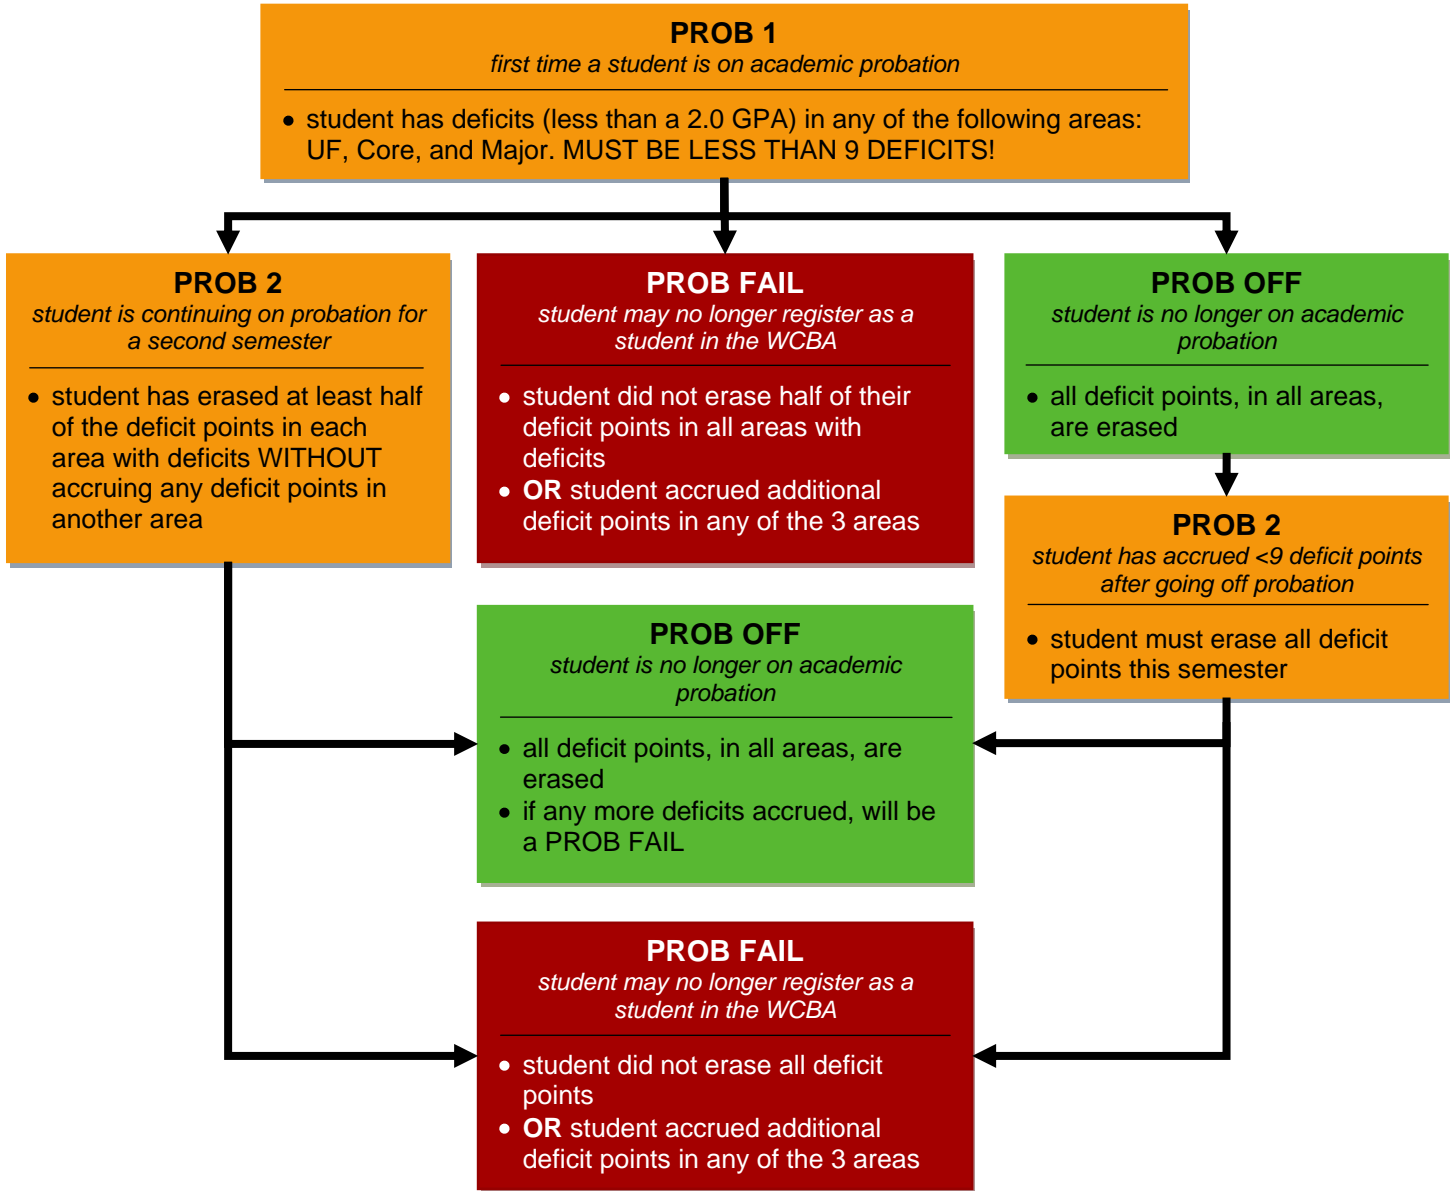 PROB 1
first time a student is on academic probation
• student has deficits (less than a 2.0 GPA) in any of the following areas:
UF, Core, and Major. MUST BE LESS THAN 9 DEFICITS!
PROB 2
student is continuing on probation for
a second semester
• student has erased at least half
of the deficit points in each
area with deficits WITHOUT
accruing any deficit points in
another area
PROB FAIL
student may no longer register as a
student in the WCBA
• student did not erase half of their
deficit points in all areas with
deficits
• OR student accrued additional
deficit points in any of the 3 areas
PROB OFF
student is no longer on academic
probation
• all deficit points, in all areas,
are erased
PROB 2
student has accrued <9 deficit points
after going off probation
• student must erase all deficit
points this semester
PROB OFF
student is no longer on academic
probation
• all deficit points, in all areas, are
erased
• if any more deficits accrued, will be
a PROB FAIL
PROB FAIL
student may no longer register as a
student in the WCBA
• student did not erase all deficit
points
• OR student accrued additional
deficit points in any of the 3 areas